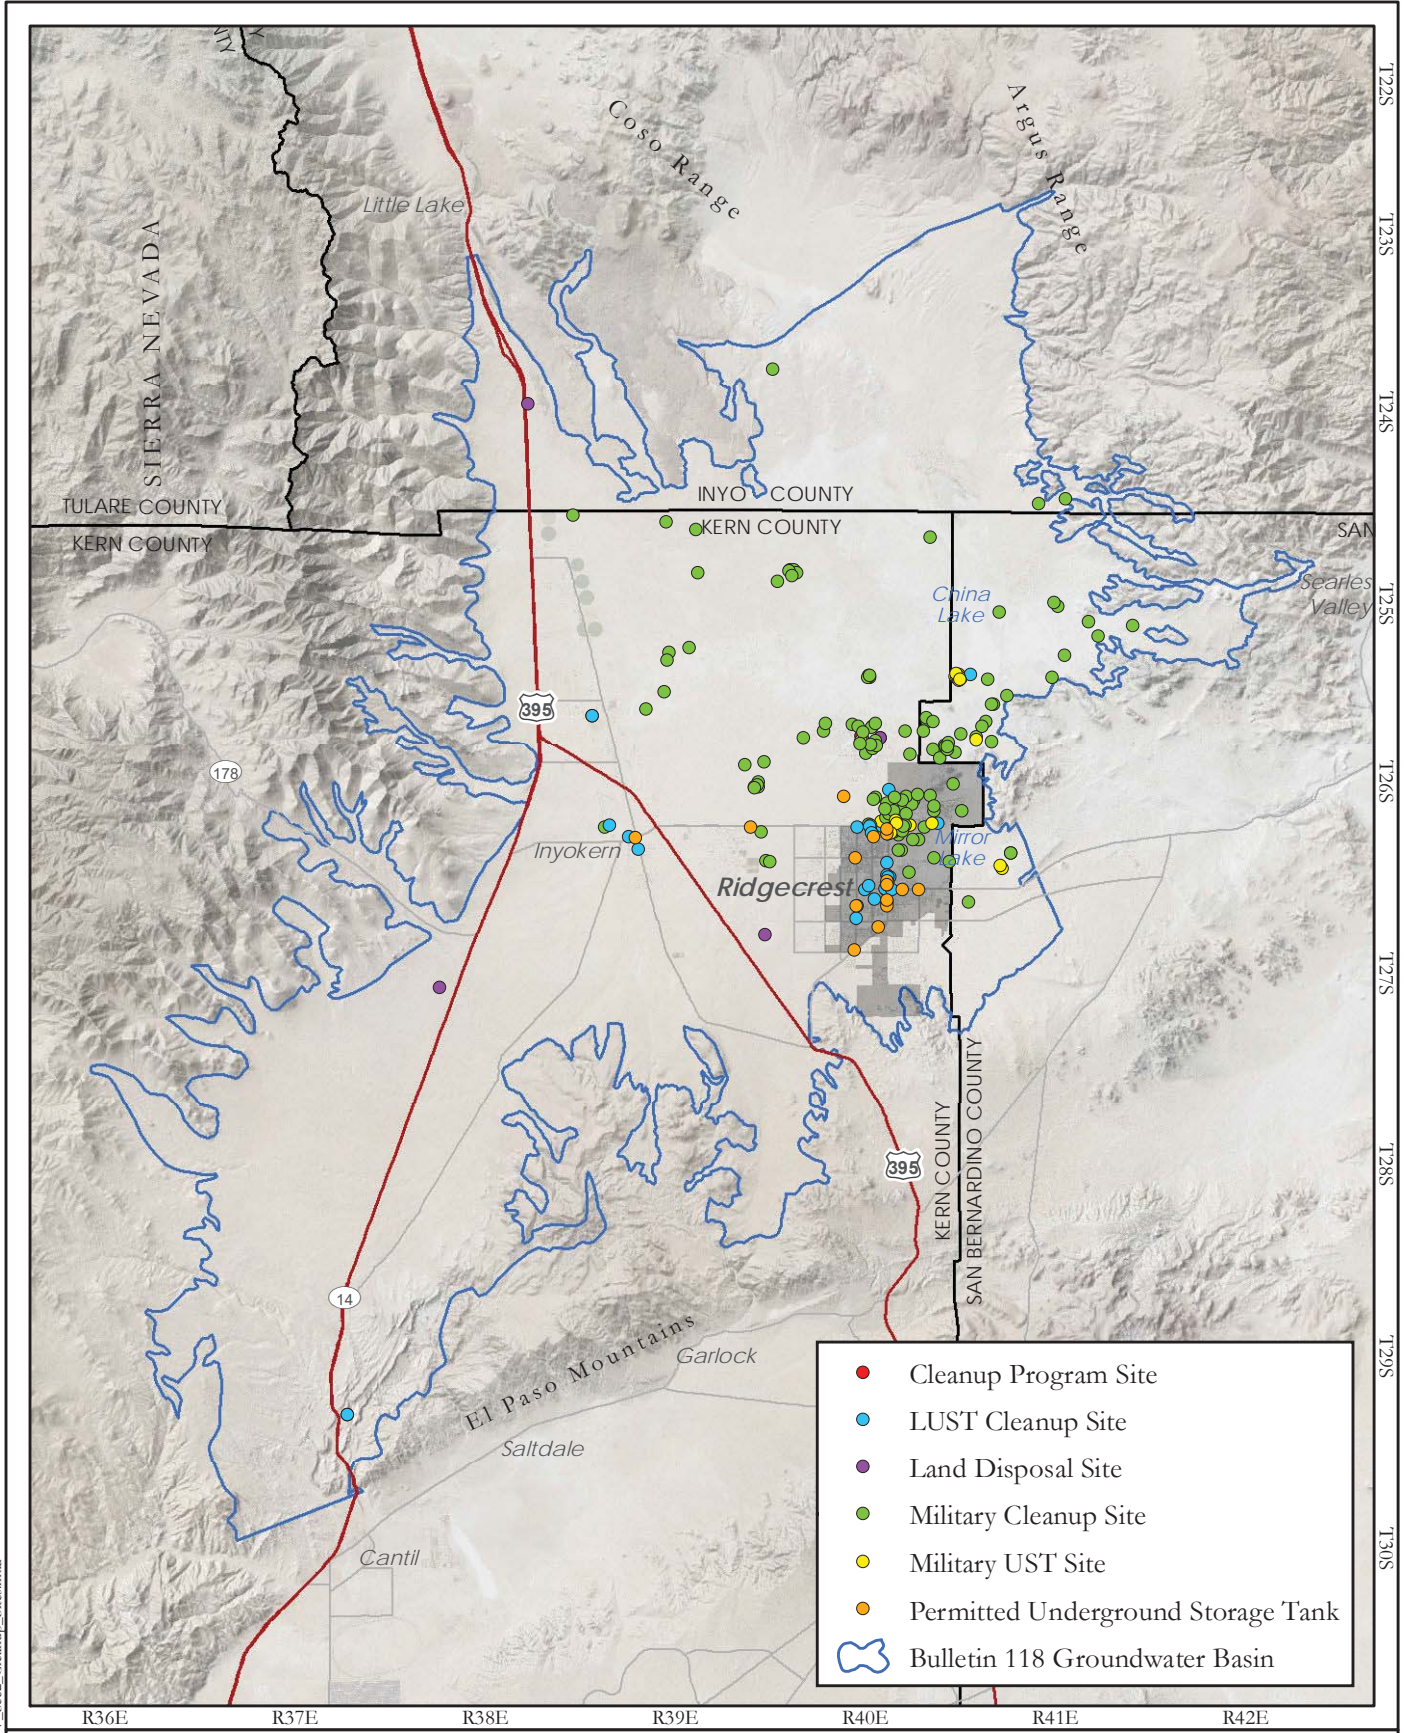 NTY
Y
Coso Range
Argus Range
T22S
Little Lake
T23S
SIERRA NEVADA
T24S
TULARE COUNTY
INYO COUNTY
KERN COUNTY
KERN COUNTY
SAN
China
Lake
Searles
Valley
T25S
395
178
T26S
Inyokern
Mirror
Lake
Ridgecrest
T27S
395
KERN COUNTY
SAN BERNARDINO COUNTY
T28S
14
El Paso Mountains
Garlock
T29S
Saltdale
Cantil
T30S
Cleanup Program Site
LUST Cleanup Site
Land Disposal Site
Military Cleanup Site
Military UST Site
Permitted Underground Storage Tank
Bulletin 118 Groundwater Basin
R36E
R37E
R38E
R39E
R40E
R41E
R42E